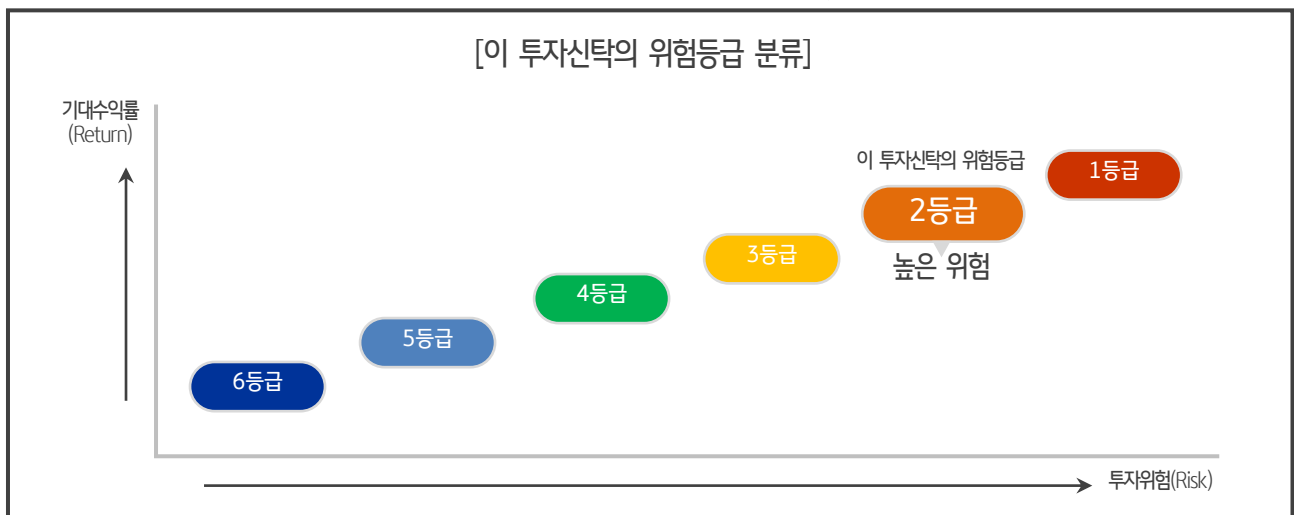 [이 투자신탁의 위험등급 분류]
기대수익률
(Return)
이 투자신탁의 위험등급
1등급
2등급
높은 위험
3등급
4등급
5등급
6등급
투자위험(Risk)